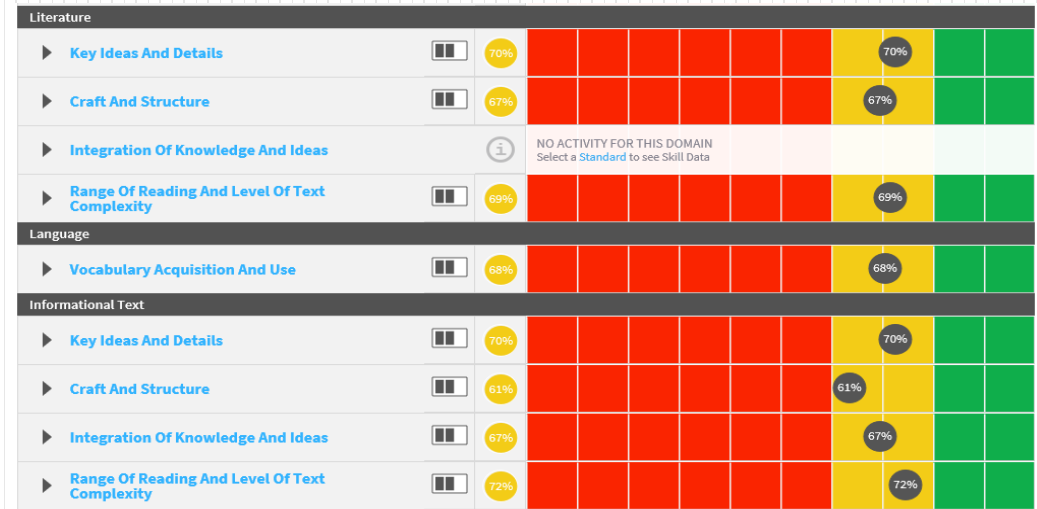 Literature
Key Ideas And Details 70% 70%
Craft And Structure 67% 67%
Integration Of Knowledge And Ideas i NO ACTIVITY FOR THIS DOMAIN
Select a Standard to see Skill Data
Range Of Reading And Level Of Text
Complexity 69% 69%
Language
Vocabulary Acquisition And Use 68% 68%
Informational Text
Key Ideas And Details 70% 70%
Craft And Structure 61% 61%
Integration Of Knowledge And Ideas 67% 67%
Range Of Reading And Level Of Text
Complexity 72% 72%